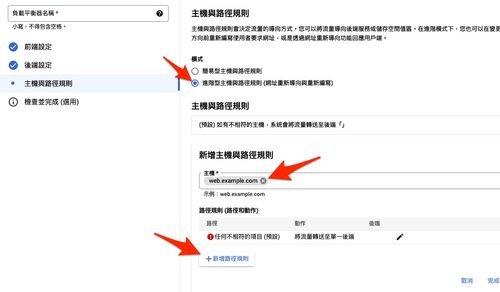 負載平衡器名稱 *
小寫，不得包含空格。
前端設定
後端設定
主機與路徑規則
檢查並完成 (選用)
主機與路徑規則
主機與路徑規則會決定流量的導向方式。您可以將流量導向後端服務或儲存空間值區。在進階模式下，您也可以在變更
方向前重新編寫使用者要求網址，或是透過網址重新導向功能回應用戶端。
模式
簡易型主機與路徑規則
進階型主機與路徑規則 (網址重新導向與重新編寫)
主機與路徑規則
(預設) 如有不相符的主機，系統會將流量轉送至後端「」
新增主機與路徑規則
主機 *
web.example.com
示例：web.example.com
路徑規則 (路徑和動作)
路徑 動作 後端
任何不相符的項目 (預設) 將流量轉送至單一後端
+ 新增路徑規則
取消 完成